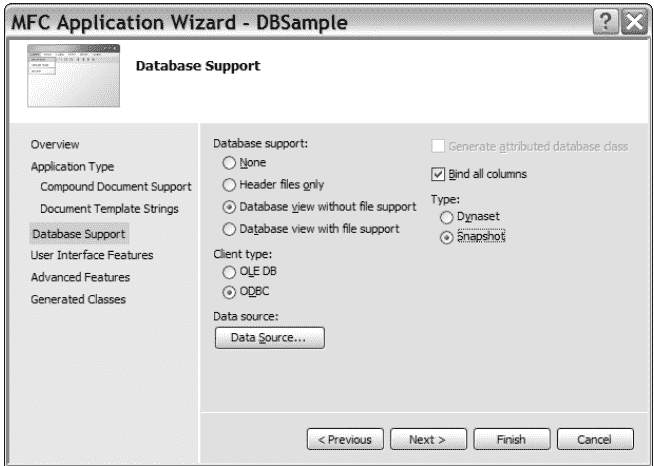 MFC Application Wizard - DBSample
Database Support
Overview
Application Type
Compound Document Support
Document Template Strings
Database Support
User Interface Features
Advanced Features
Generated Classes
Database support:
None
Header files only
Database view without file support
Database view with file support
Client type:
OLE DB
ODBC
Data source:
Data Source...
Generate attributed database class
Bind all columns
Type:
Dynaset
Snapshot
< Previous
Next >
Finish
Cancel